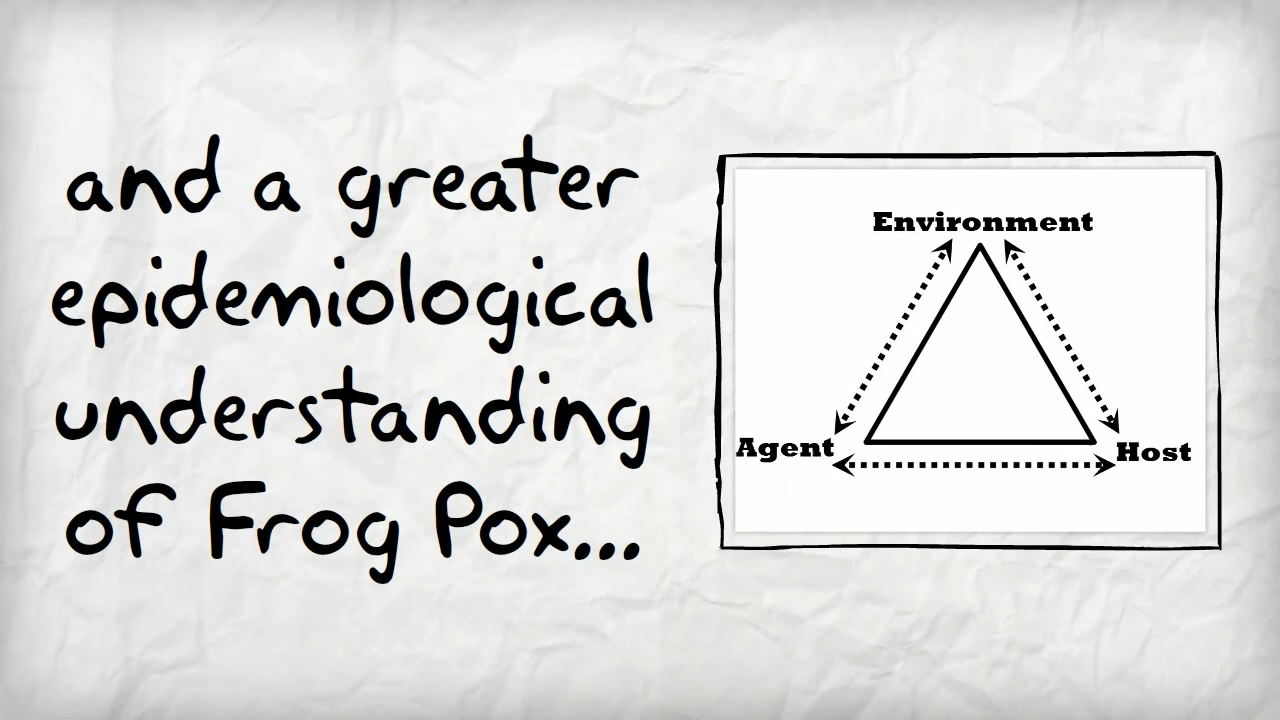 and a greater
epidemiological
understanding
of Frog Pox...
Environment
Agent
Host